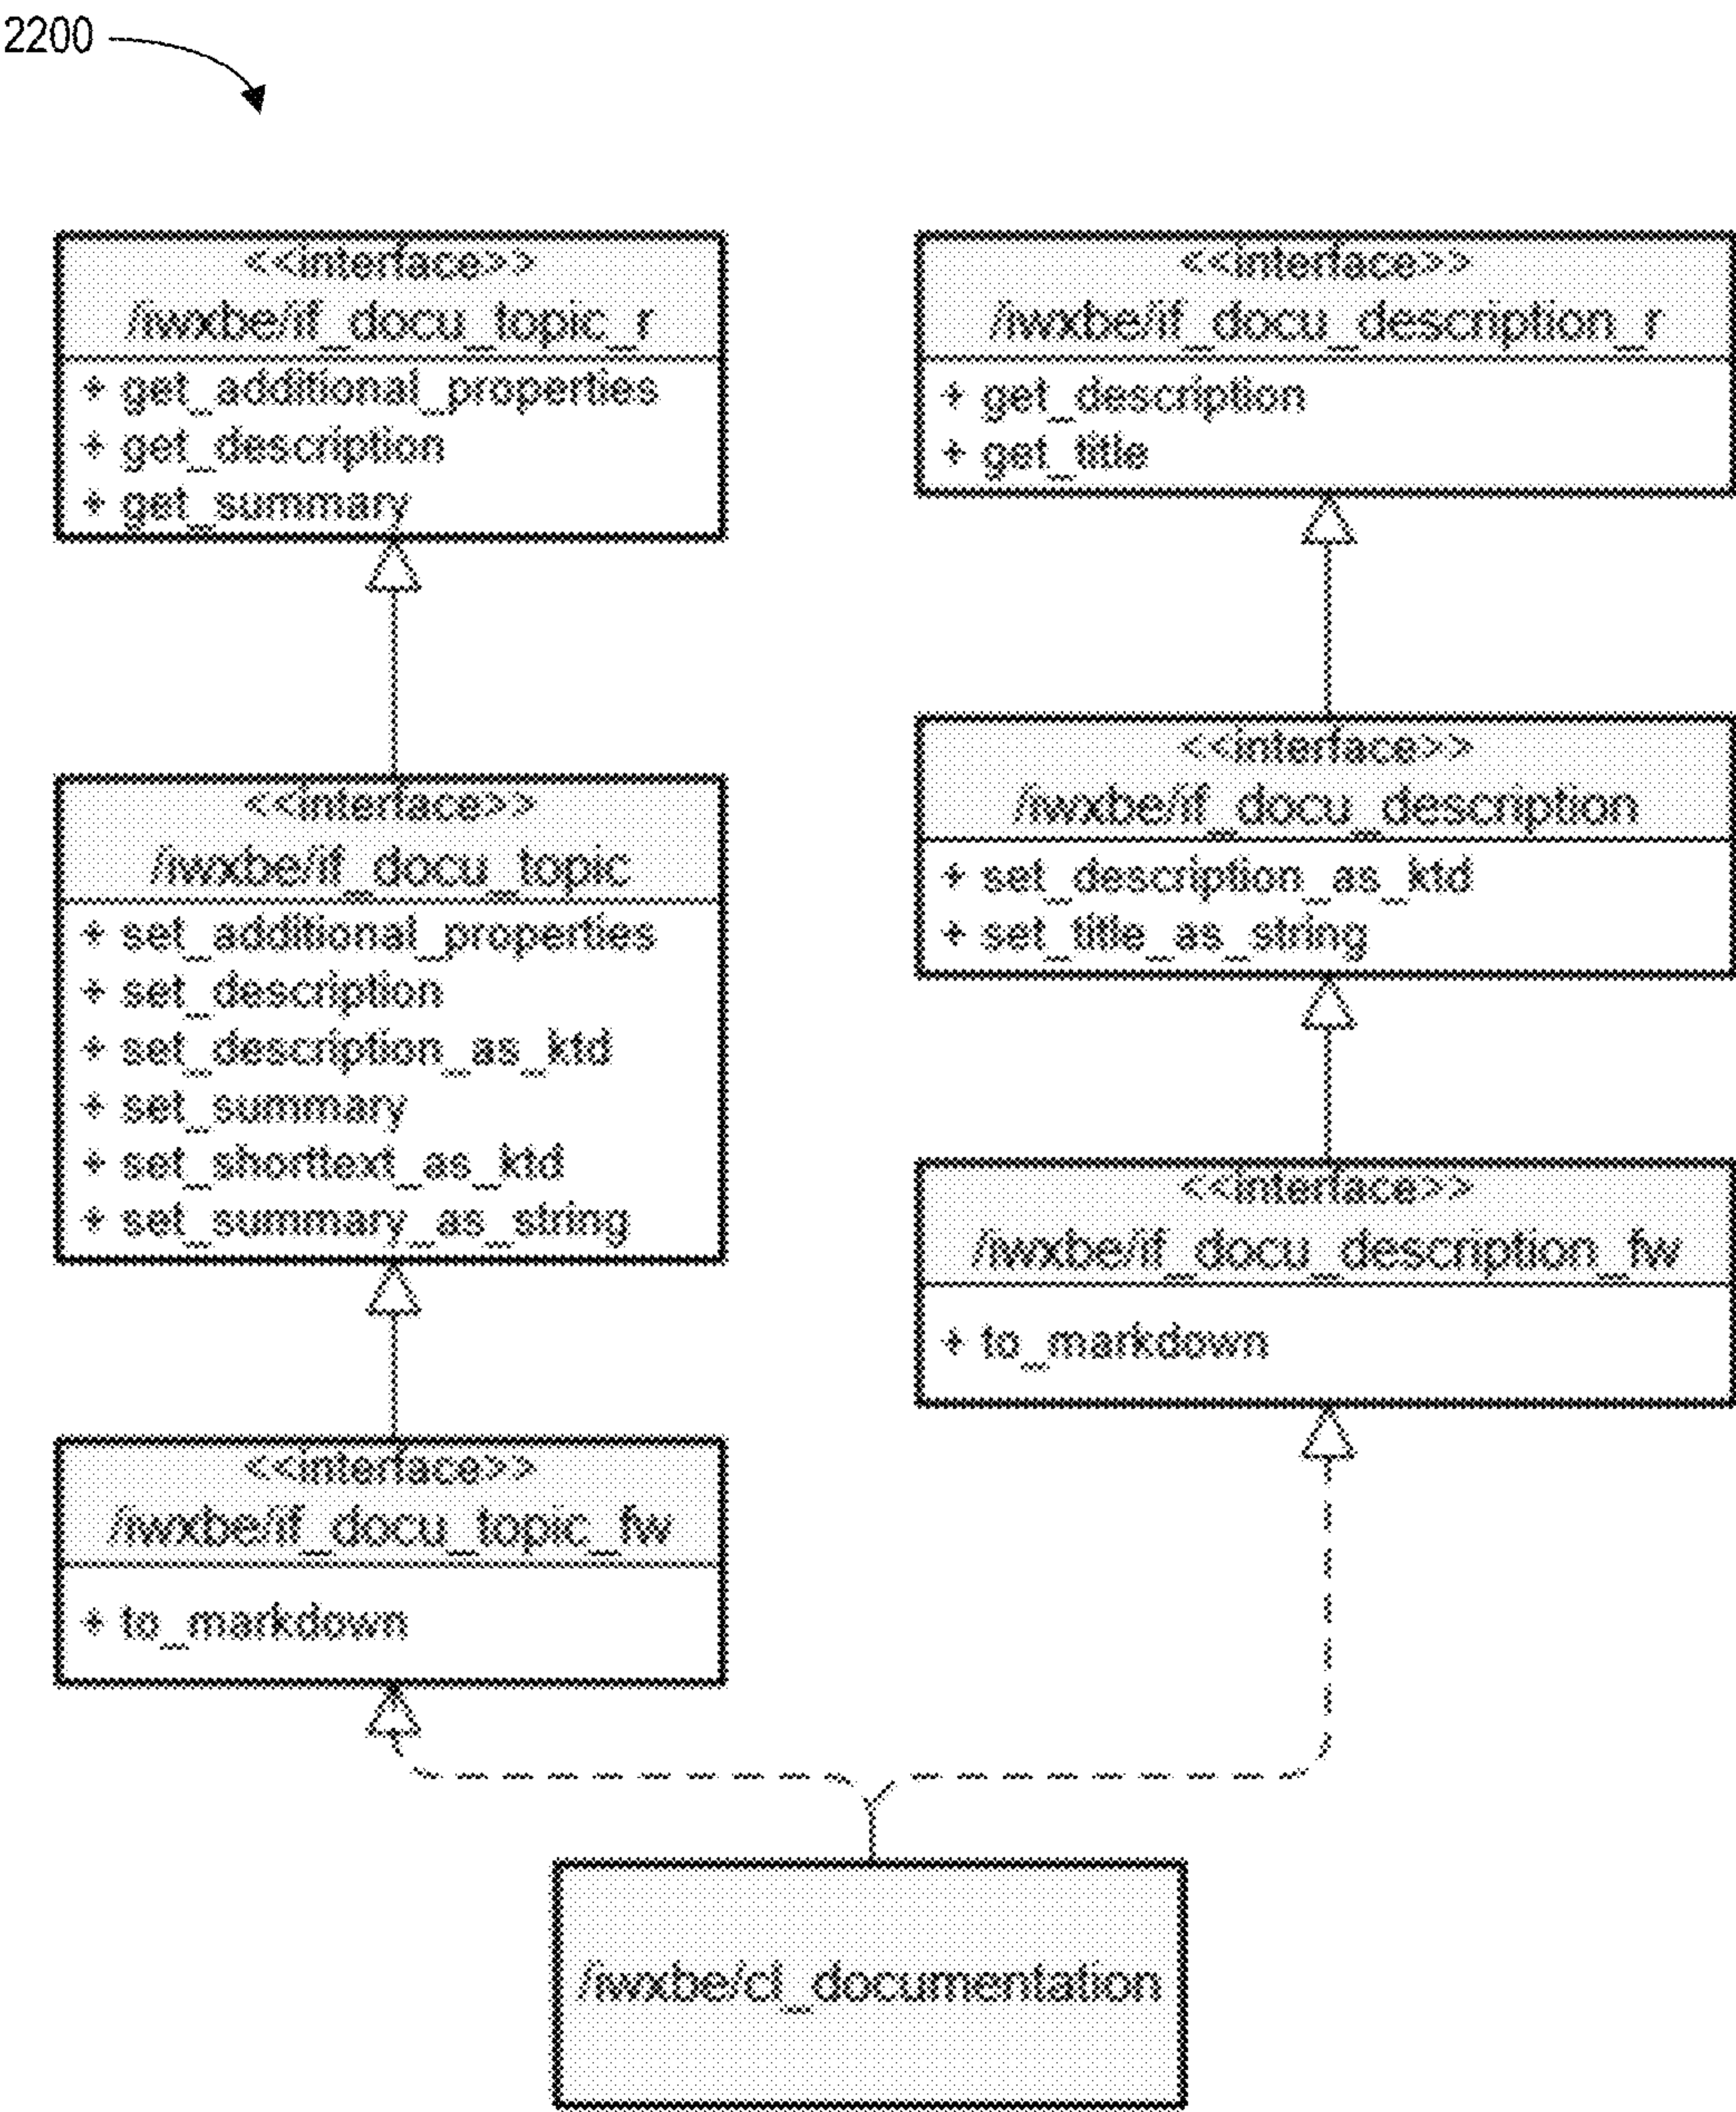 2200
<<interface>>
/iwxbe/if_docu_topic_r
+ get_additional_properties
+ get_description
+ get_summary
<<interface>>
/iwxbe/if_docu_topic
+ set_additional_properties
+ set_description
+ set_description_as_ktd
+ set_summary
+ set_shorttext_as_ktd
+ set_summary_as_string
<<interface>>
/iwxbe/if_docu_topic_fw
+ to_markdown
<<interface>>
/iwxbe/if_docu_description_r
+ get_description
+ get_title
<<interface>>
/iwxbe/if_docu_description
+ set_description_as_ktd
+ set_title_as_string
<<interface>>
/iwxbe/if_docu_description_fw
+ to_markdown
/iwxbe/cl_documentation